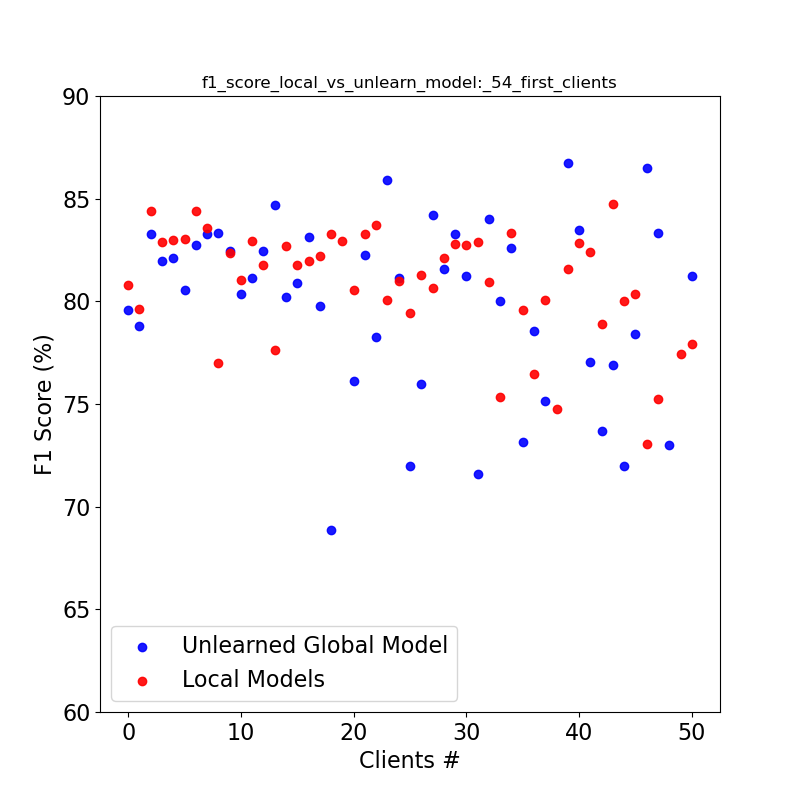 f1_score_local_vs_unlearn_model:_54_first_clients
90
85
80
75
70
65
60
F1 Score (%)
Unlearned Global Model
Local Models
0 10 20 30 40 50
Clients #